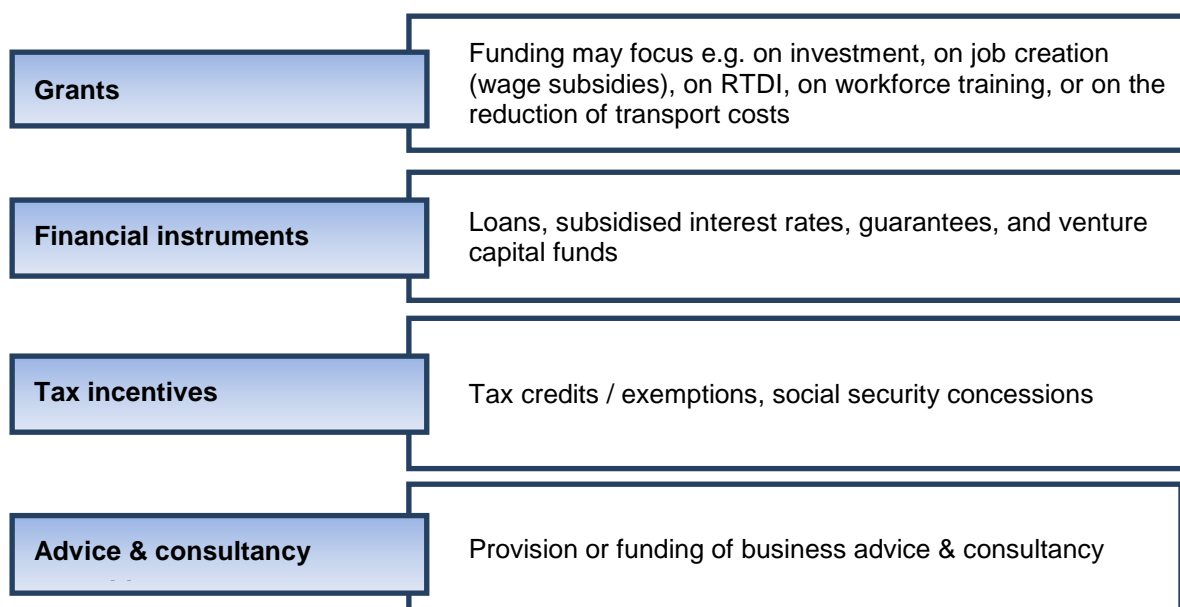 Grants
Funding may focus e.g. on investment, on job creation
(wage subsidies), on RTDI, on workforce training, or on the
reduction of transport costs
Financial instruments
Loans, subsidised interest rates, guarantees, and venture
capital funds
Tax incentives
Tax credits / exemptions, social security concessions
Advice & consultancy
Provision or funding of business advice & consultancy